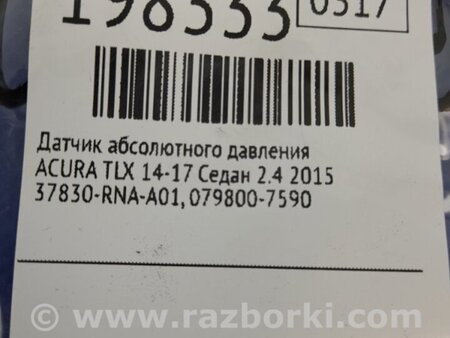 198333
0317
Датчик абсолютного давления
ACURA TLX 14-17 Седан 2.4 2015
37830-RNA-A01, 079800-7590
© www.razborki.com